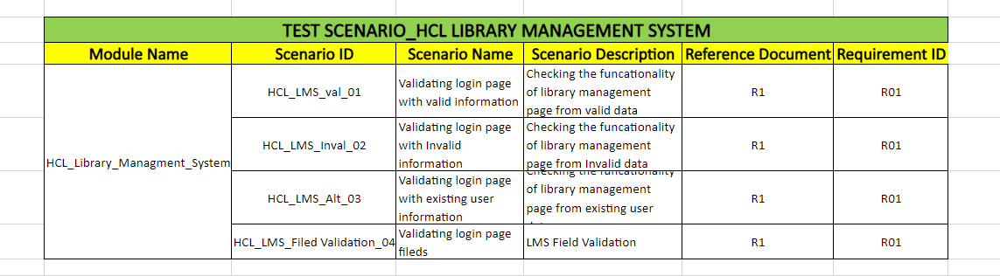 TEST SCENARIO_HCL LIBRARY MANAGEMENT SYSTEM
Module Name Scenario ID Scenario Name Scenario Description Reference Document Requirement ID
HCL_Library_Managment_System
HCL_LMS_val_01
Validating login page
with valid information
Checking the funcationality
of library management
page from valid data
R1
R01
HCL_LMS_Inval_02
Validating login page
with Invalid
information
Checking the funcationality
of library management
page from Invalid data
R1
R01
HCL_LMS_Alt_03
Validating login page
with existing user
information
Checking the funcationality
of library management
page from existing user
R1
R01
HCL_LMS_Filed Validation_04
Validating login page
fileds
LMS Field Validation
R1
R01